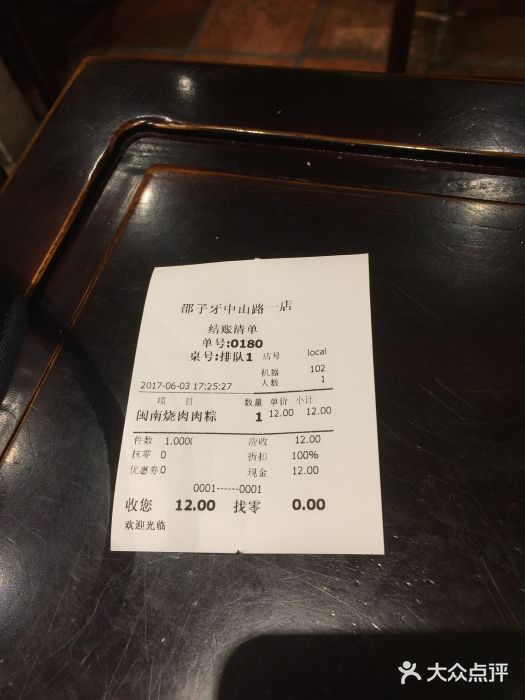 邵子牙中山路一店
结账清单
单号:0180
桌号:排队1 店号 local
机器 102
2017-06-03 17:25:27 人数 1
项 目 数量 单价 小计
闽南烧肉肉粽 1 12.00 12.00
件数 1.000( 应收 12.00
抹零 0 折扣 100%
优惠券0 现金 12.00
0001------0001
收您 12.00 找零 0.00
欢迎光临
大众点评